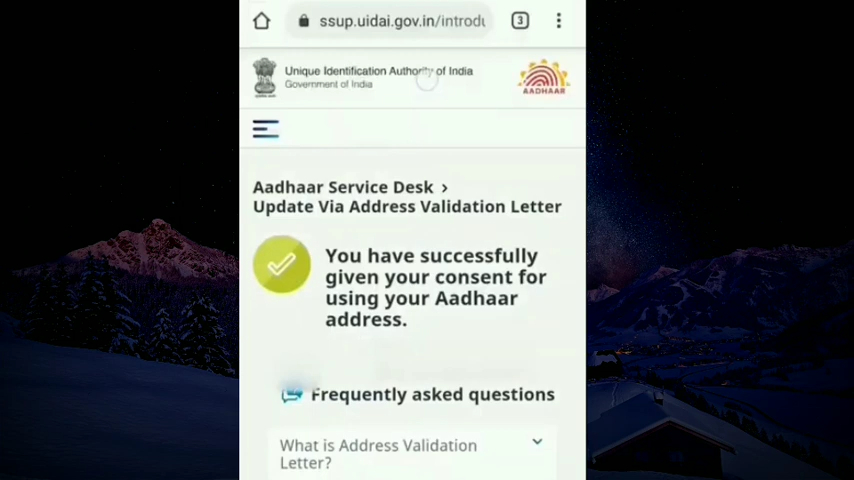 ssup.uidai.gov.in/introdu
3
Unique Identification Authority of India
Government of India
AADHAAR
Aadhaar Service Desk >
Update Via Address Validation Letter
You have successfully
given your consent for
using your Aadhaar
address.
Frequently asked questions
What is Address Validation
Letter?